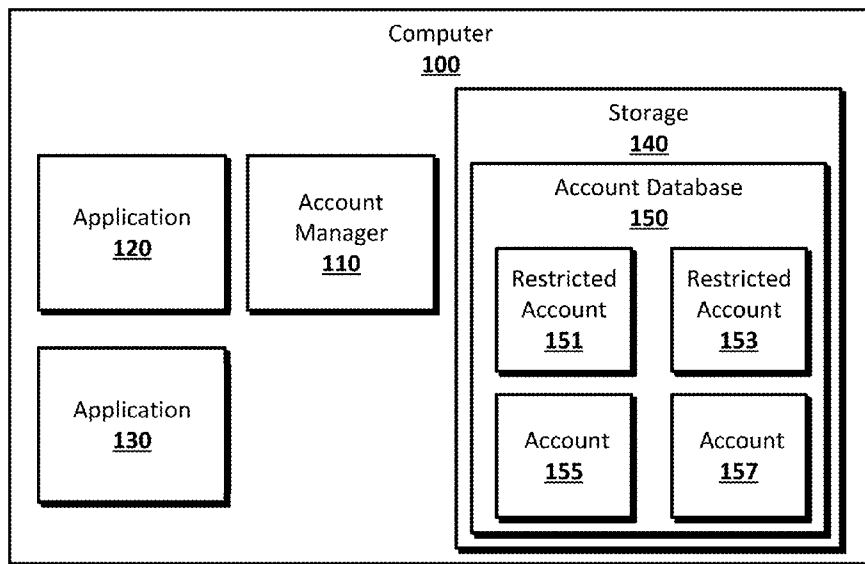 Computer
100
Storage
140
Application
120
Account
Manager
110
Account Database
150
Restricted
Account
151
Restricted
Account
153
Application
130
Account
155
Account
157